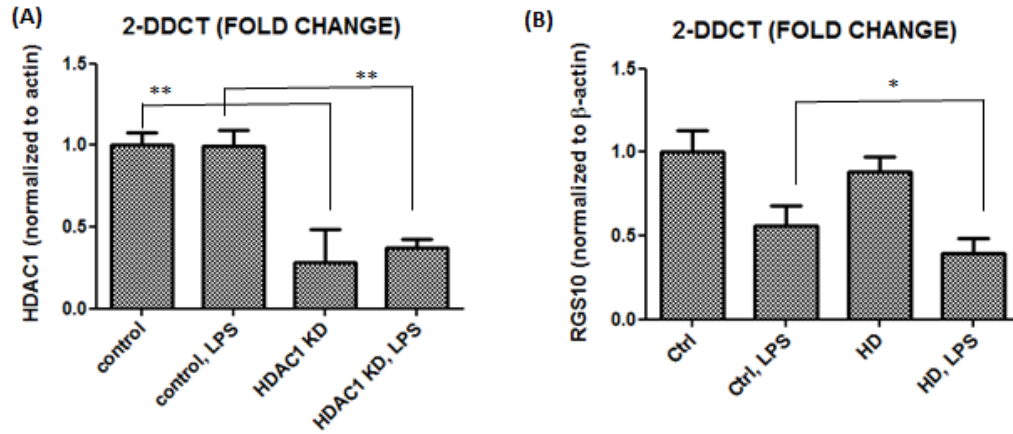 (A)
2-DDCT (FOLD CHANGE)
HDAC1 (normalized to actin)
1.5
1.0
0.5
0.0
**
**
control
control, LPS
HDAC1 KD
HDAC1 KD, LPS
(B)
2-DDCT (FOLD CHANGE)
RGS10 (normalized to β-actin)
1.5
1.0
0.5
0.0
*
Ctrl
Ctrl, LPS
HD
HD, LPS